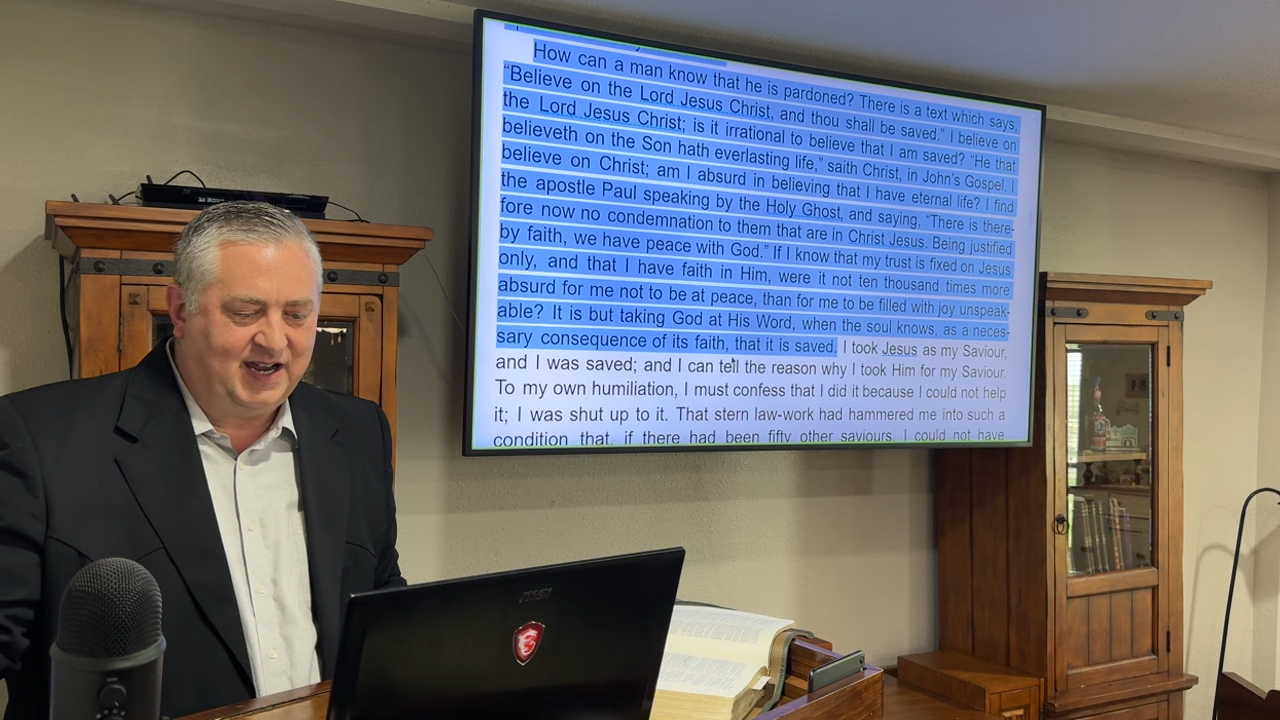 How can a man know that he is pardoned? There is a text which says,
“Believe on the Lord Jesus Christ, and thou shall be saved.” I believe on
the Lord Jesus Christ; is it irrational to believe that I am saved? “He that
believeth on the Son hath everlasting life,” saith Christ, in John’s Gospel. I
believe on Christ; am I absurd in believing that I have eternal life? I find
the apostle Paul speaking by the Holy Ghost, and saying, “There is there-
fore now no condemnation to them that are in Christ Jesus. Being justified
by faith, we have peace with God.” If I know that my trust is fixed on Jesus
only, and that I have faith in Him, were it not ten thousand times more
absurd for me not to be at peace, than for me to be filled with joy unspeak-
able? It is but taking God at His Word, when the soul knows, as a neces-
sary consequence of its faith, that it is saved. I took Jesus as my Saviour,
and I was saved; and I can tell the reason why I took Him for my Saviour.
To my own humiliation, I must confess that I did it because I could not help
it; I was shut up to it. That stern law-work had hammered me into such a
condition that, if there had been fifty other saviours, I could not have
msi